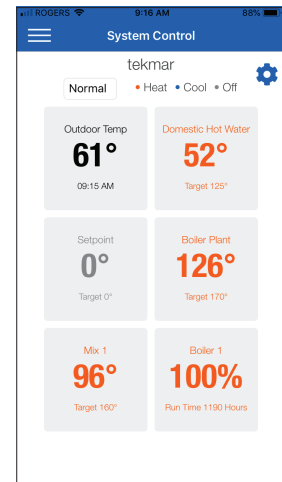 ROGERS 9:16 AM 88%
System Control
tekmar
Normal • Heat • Cool • Off
Outdoor Temp
61°
09:15 AM
Domestic Hot Water
52°
Target 125°
Setpoint
0°
Target 0°
Boiler Plant
126°
Target 170°
Mix 1
96°
Target 160°
Boiler 1
100%
Run Time 1190 Hours